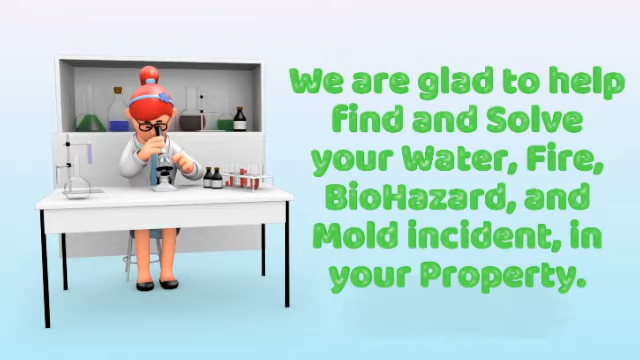 We are glad to help
find and Solve
your Water, Fire,
BioHazard, and
Mold incident, in
your Property.